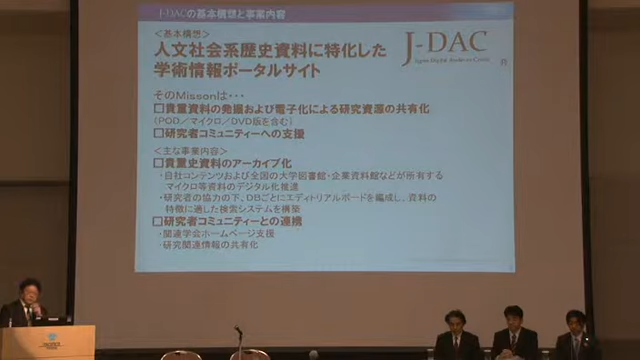 J-DACの基本構想と事業内容
＜基本構想＞
人文社会系歴史資料に特化した
学術情報ポータルサイト
J-DAC
Japan Digital Archives Center
そのMissonは・・・
□貴重資料の発掘および電子化による研究資源の共有化
(POD／マイクロ／DVD版を含む)
□研究者コミュニティーへの支援
＜主な事業内容＞
□貴重史資料のアーカイブ化
・自社コンテンツおよび全国の大学図書館・企業資料館などが所有する
マイクロ等資料のデジタル化推進
・研究者の協力の下、DBごとにエディトリアルボードを編成し、資料の
特徴に適した検索システムを構築
□研究者コミュニティーとの連携
・関連学会ホームページ支援
・研究関連情報の共有化